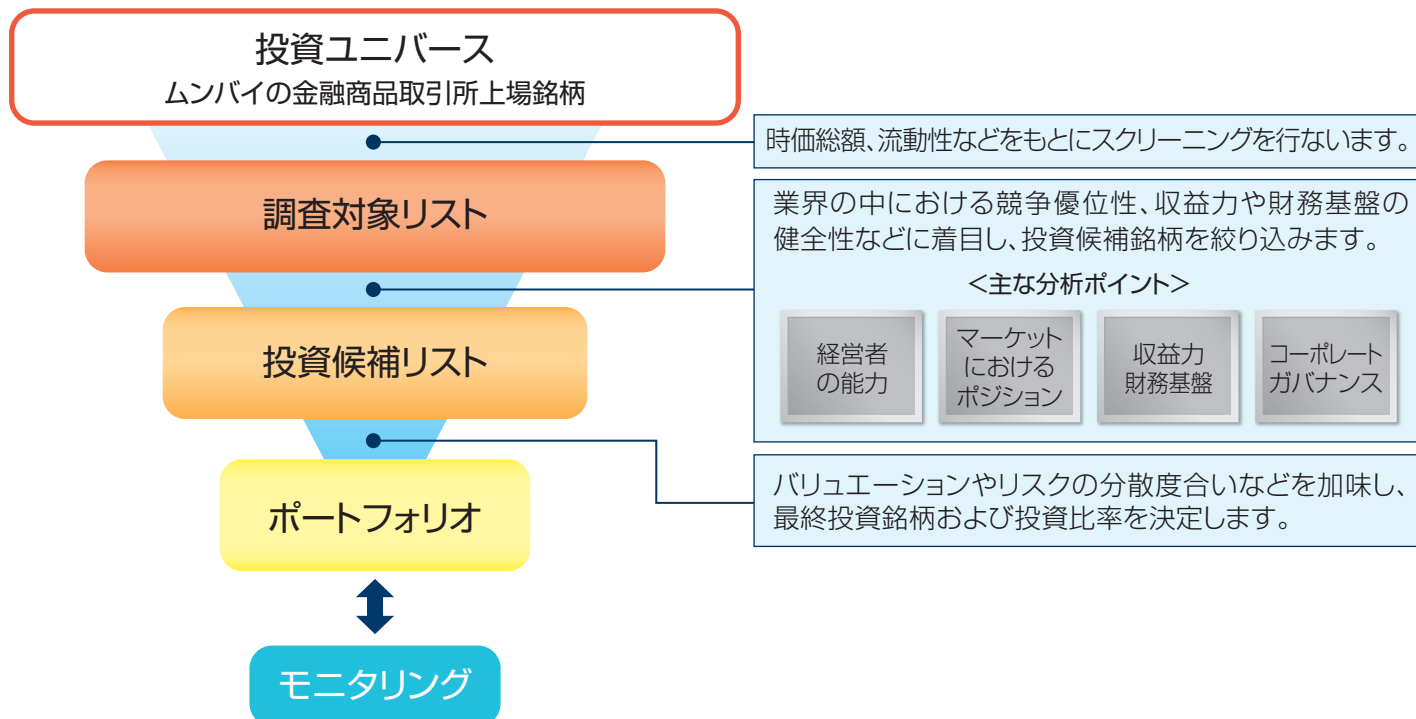 投資ユニバース
ムンバイの金融商品取引所上場銘柄
時価総額、流動性などをもとにスクリーニングを行ないます。
調査対象リスト
業界の中における競争優位性、収益力や財務基盤の
健全性などに着目し、投資候補銘柄を絞り込みます。
＜主な分析ポイント＞
経営者
の能力
マーケット
における
ポジション
収益力
財務基盤
コーポレート
ガバナンス
投資候補リスト
バリュエーションやリスクの分散度合いなどを加味し、
最終投資銘柄および投資比率を決定します。
ポートフォリオ
モニタリング